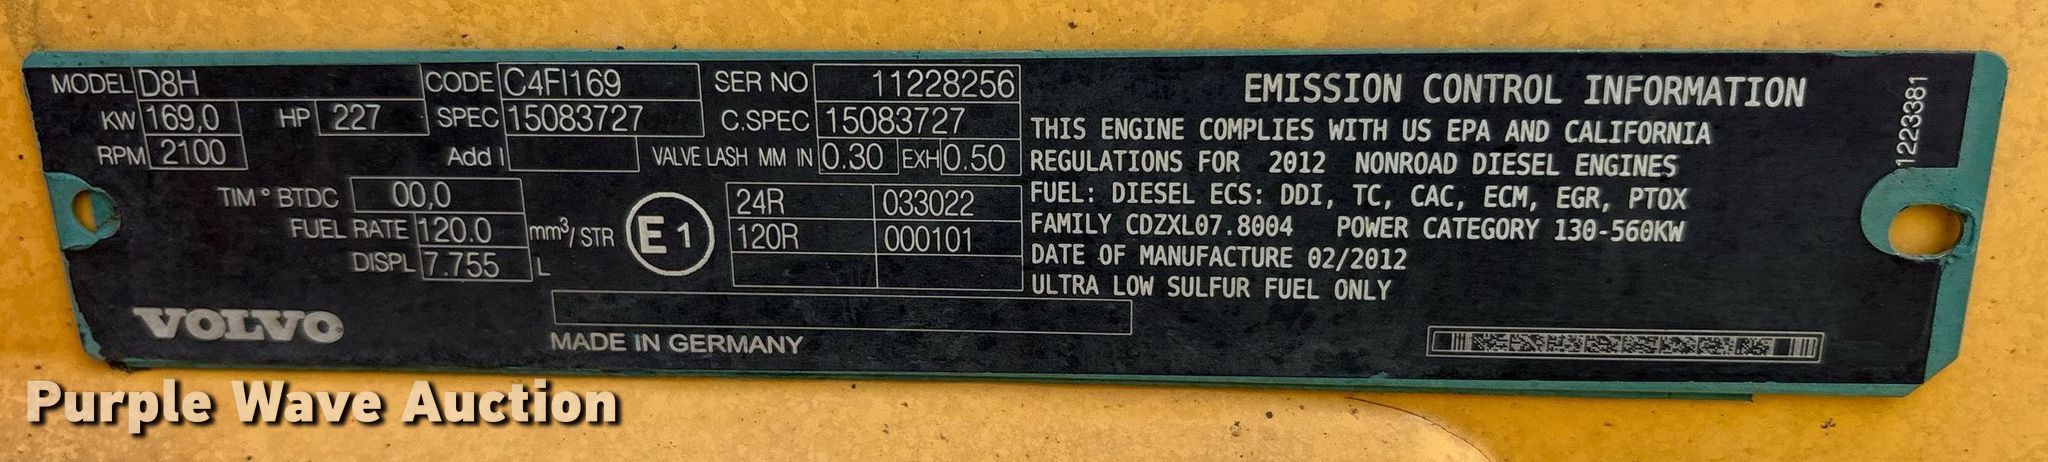 MODEL D8H CODE C4FI169 SER NO 11228256
KW 169,0 HP 227 SPEC 15083727 C.SPEC 15083727
RPM 2100 Add I VALVE LASH MM IN 0.30 EXH 0.50
TIM ° BTDC 00,0
FUEL RATE 120.0 mm³/STR
DISPL 7.755 L
E 1
24R 033022
120R 000101
VOLVO
MADE IN GERMANY
EMISSION CONTROL INFORMATION
THIS ENGINE COMPLIES WITH US EPA AND CALIFORNIA
REGULATIONS FOR 2012 NONROAD DIESEL ENGINES
FUEL: DIESEL ECS: DDI, TC, CAC, ECM, EGR, PTOX
FAMILY CDZXL07.8004 POWER CATEGORY 130-560KW
DATE OF MANUFACTURE 02/2012
ULTRA LOW SULFUR FUEL ONLY
1223381
Purple Wave Auction